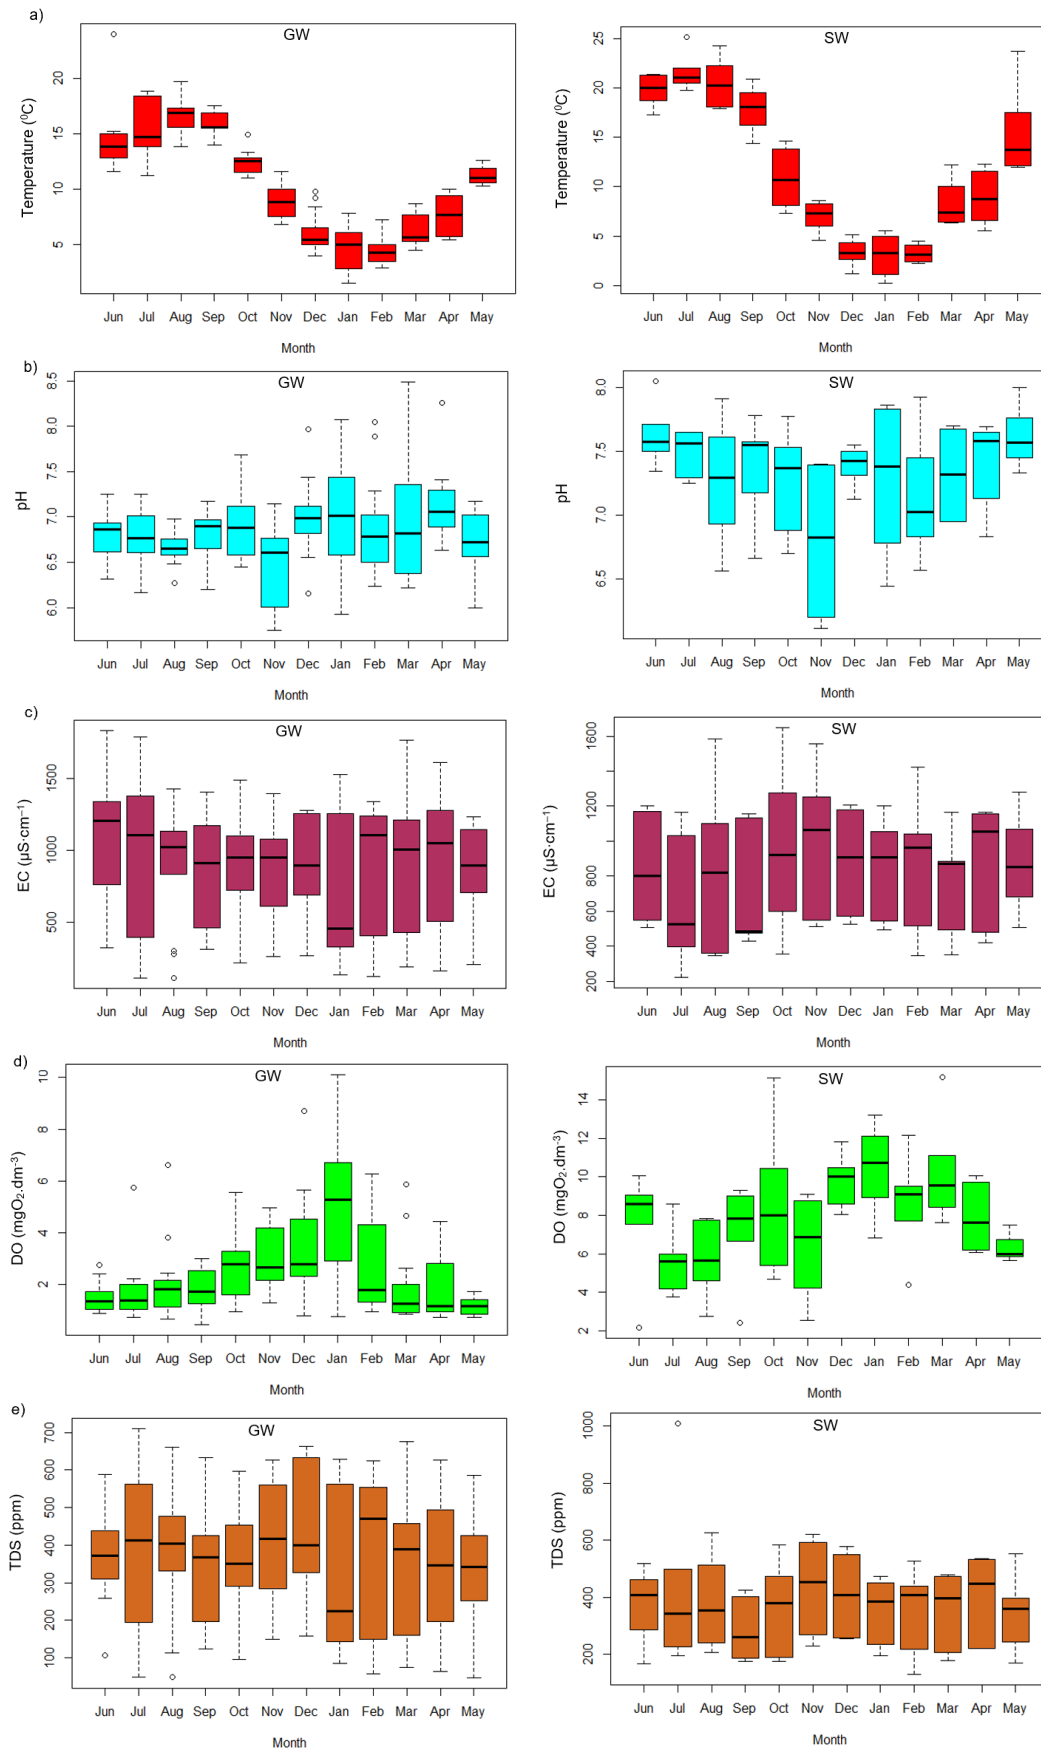 a)
GW
Temperature (⁰C)
20
15
10
5
Jun Jul Aug Sep Oct Nov Dec Jan Feb Mar Apr May
Month
SW
Temperature (⁰C)
25
20
15
10
5
0
Jun Jul Aug Sep Oct Nov Dec Jan Feb Mar Apr May
Month
b)
GW
pH
8.5
8.0
7.5
7.0
6.5
6.0
Jun Jul Aug Sep Oct Nov Dec Jan Feb Mar Apr May
Month
SW
pH
8.0
7.5
7.0
6.5
Jun Jul Aug Sep Oct Nov Dec Jan Feb Mar Apr May
Month
c)
GW
EC (µS·cm⁻¹)
1500
1000
500
Jun Jul Aug Sep Oct Nov Dec Jan Feb Mar Apr May
Month
SW
EC (µS·cm⁻¹)
1600
1200
800
600
400
200
Jun Jul Aug Sep Oct Nov Dec Jan Feb Mar Apr May
Month
d)
GW
DO (mgO₂.dm⁻³)
10
8
6
4
2
Jun Jul Aug Sep Oct Nov Dec Jan Feb Mar Apr May
Month
SW
DO (mgO₂.dm⁻³)
14
12
10
8
6
4
2
Jun Jul Aug Sep Oct Nov Dec Jan Feb Mar Apr May
Month
e)
GW
TDS (ppm)
700
600
500
400
300
200
100
Jun Jul Aug Sep Oct Nov Dec Jan Feb Mar Apr May
Month
SW
TDS (ppm)
1000
800
600
400
200
Jun Jul Aug Sep Oct Nov Dec Jan Feb Mar Apr May
Month